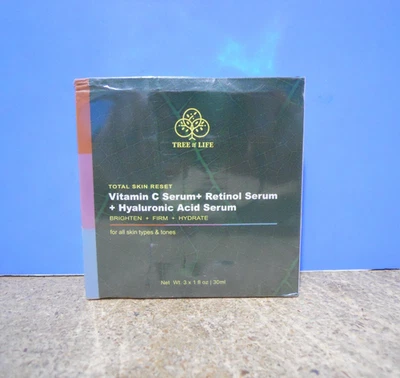 TREE of LIFE
TOTAL SKIN RESET
Vitamin C Serum+ Retinol Serum
+ Hyaluronic Acid Serum
BRIGHTEN • FIRM • HYDRATE
for all skin types & tones
Net Wt. 3 x 1.8 oz / 30ml